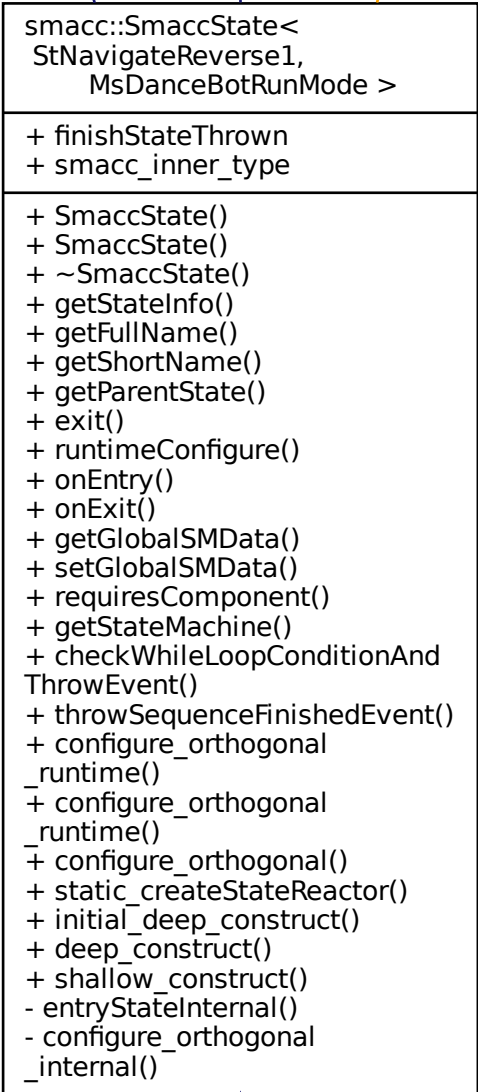 smacc::SmaccState<
StNavigateReverse1,
MsDanceBotRunMode >
+ finishStateThrown
+ smacc_inner_type
+ SmaccState()
+ SmaccState()
+ ~SmaccState()
+ getStateInfo()
+ getFullName()
+ getShortName()
+ getParentState()
+ exit()
+ runtimeConfigure()
+ onEntry()
+ onExit()
+ getGlobalSMData()
+ setGlobalSMData()
+ requiresComponent()
+ getStateMachine()
+ checkWhileLoopConditionAnd
ThrowEvent()
+ throwSequenceFinishedEvent()
+ configure_orthogonal
_runtime()
+ configure_orthogonal
_runtime()
+ configure_orthogonal()
+ static_createStateReactor()
+ initial_deep_construct()
+ deep_construct()
+ shallow_construct()
- entryStateInternal()
- configure_orthogonal
_internal()